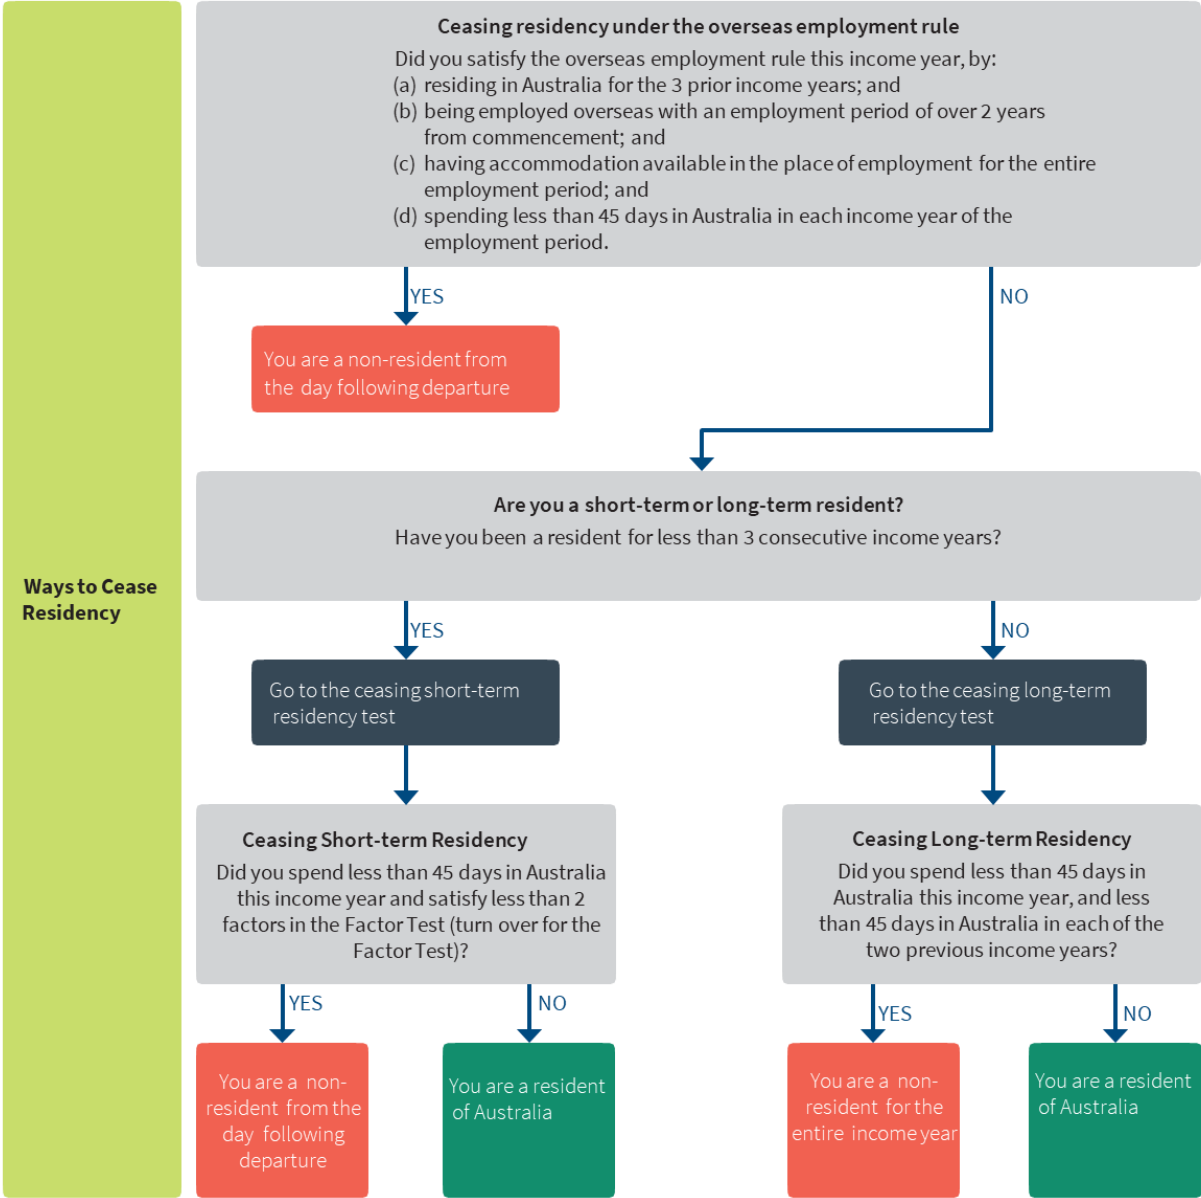 Ways to Cease
Residency
Ceasing residency under the overseas employment rule
Did you satisfy the overseas employment rule this income year, by:
(a) residing in Australia for the 3 prior income years; and
(b) being employed overseas with an employment period of over 2 years
from commencement; and
(c) having accommodation available in the place of employment for the entire
employment period; and
(d) spending less than 45 days in Australia in each income year of the
employment period.
YES
NO
You are a non-resident from
the day following departure
Are you a short-term or long-term resident?
Have you been a resident for less than 3 consecutive income years?
YES
NO
Go to the ceasing short-term
residency test
Go to the ceasing long-term
residency test
Ceasing Short-term Residency
Did you spend less than 45 days in Australia
this income year and satisfy less than 2
factors in the Factor Test (turn over for the
Factor Test)?
Ceasing Long-term Residency
Did you spend less than 45 days in
Australia this income year, and less
than 45 days in Australia in each of the
two previous income years?
YES
NO
YES
NO
You are a non-
resident from the
day following
departure
You are a resident
of Australia
You are a non-
resident for the
entire income year
You are a resident
of Australia